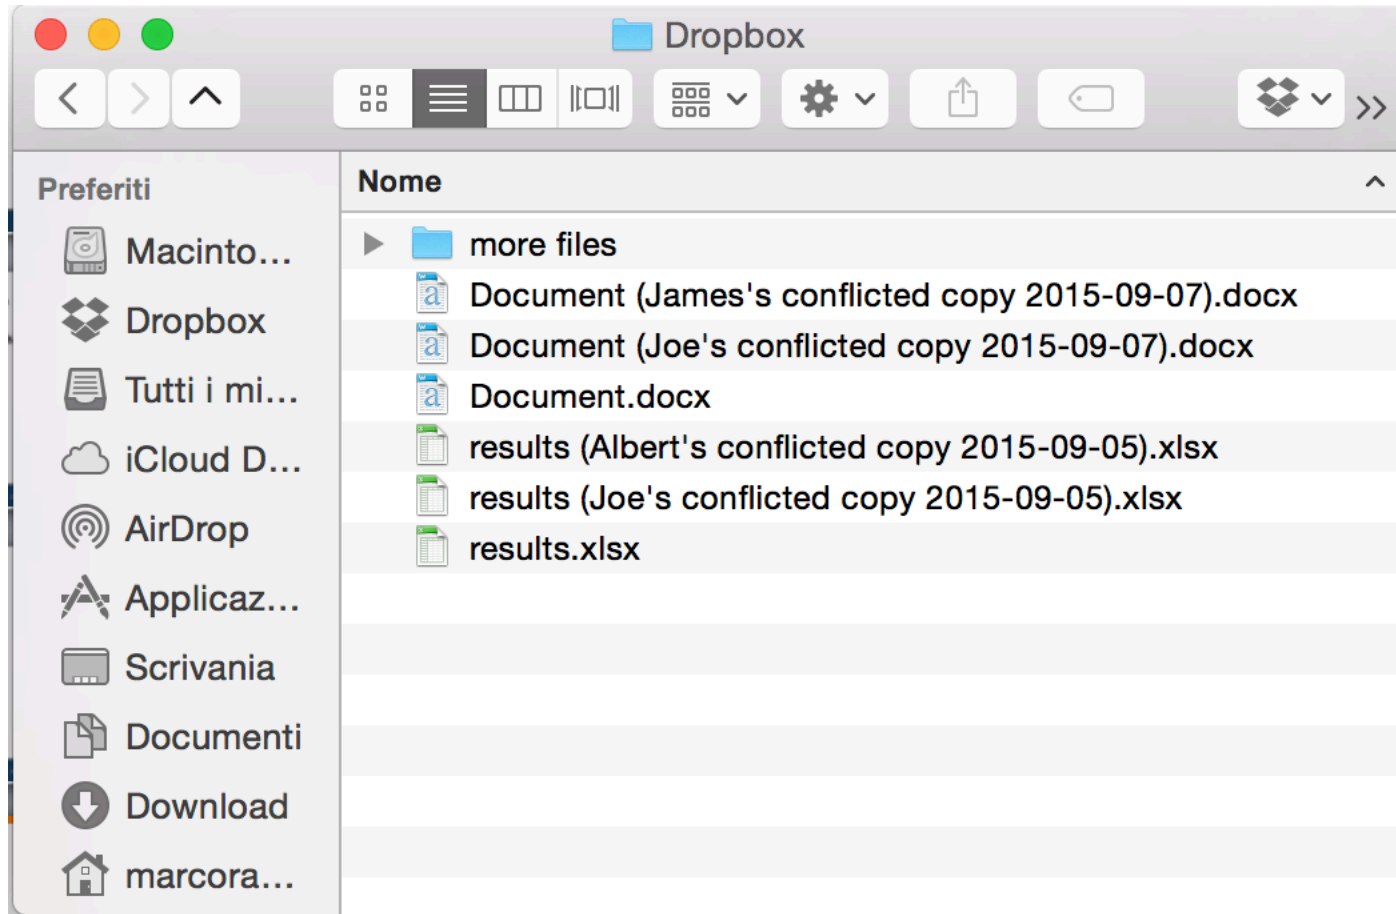 Dropbox
Preferiti
Nome
Macinto...
Dropbox
Tutti i mi...
iCloud D...
AirDrop
Applicaz...
Scrivania
Documenti
Download
marcora...
more files
Document (James's conflicted copy 2015-09-07).docx
Document (Joe's conflicted copy 2015-09-07).docx
Document.docx
results (Albert's conflicted copy 2015-09-05).xlsx
results (Joe's conflicted copy 2015-09-05).xlsx
results.xlsx